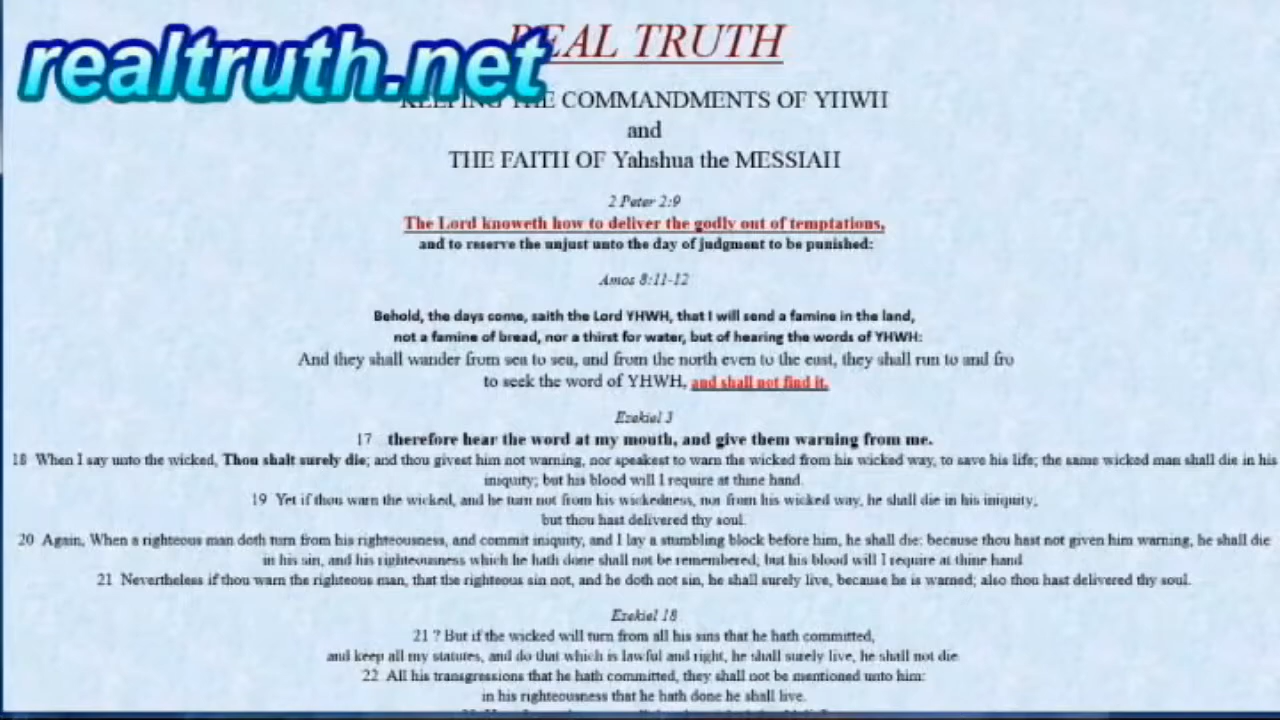 realtruth.net
REAL TRUTH
KEEPING THE COMMANDMENTS OF YHWH
and
THE FAITH OF Yahshua the MESSIAH
2 Peter 2:9
The Lord knoweth how to deliver the godly out of temptations,
and to reserve the unjust unto the day of judgment to be punished:
Amos 8:11-12
Behold, the days come, saith the Lord YHWH, that I will send a famine in the land,
not a famine of bread, nor a thirst for water, but of hearing the words of YHWH:
And they shall wander from sea to sea, and from the north even to the east, they shall run to and fro
to seek the word of YHWH, and shall not find it.
Ezekiel 3
17 therefore hear the word at my mouth, and give them warning from me.
18 When I say unto the wicked, Thou shalt surely die; and thou givest him not warning, nor speakest to warn the wicked from his wicked way, to save his life; the same wicked man shall die in his
iniquity; but his blood will I require at thine hand.
19 Yet if thou warn the wicked, and he turn not from his wickedness, nor from his wicked way, he shall die in his iniquity,
but thou hast delivered thy soul.
20 Again, When a righteous man doth turn from his righteousness, and commit iniquity, and I lay a stumbling block before him, he shall die: because thou hast not given him warning, he shall die
in his sin, and his righteousness which he hath done shall not be remembered; but his blood will I require at thine hand
21 Nevertheless if thou warn the righteous man, that the righteous sin not, and he doth not sin, he shall surely live, because he is warned; also thou hast delivered thy soul.
Ezekiel 18
21 ? But if the wicked will turn from all his sins that he hath committed,
and keep all my statutes, and do that which is lawful and right, he shall surely live, he shall not die
22 All his transgressions that he hath committed, they shall not be mentioned unto him:
in his righteousness that he hath done he shall live.